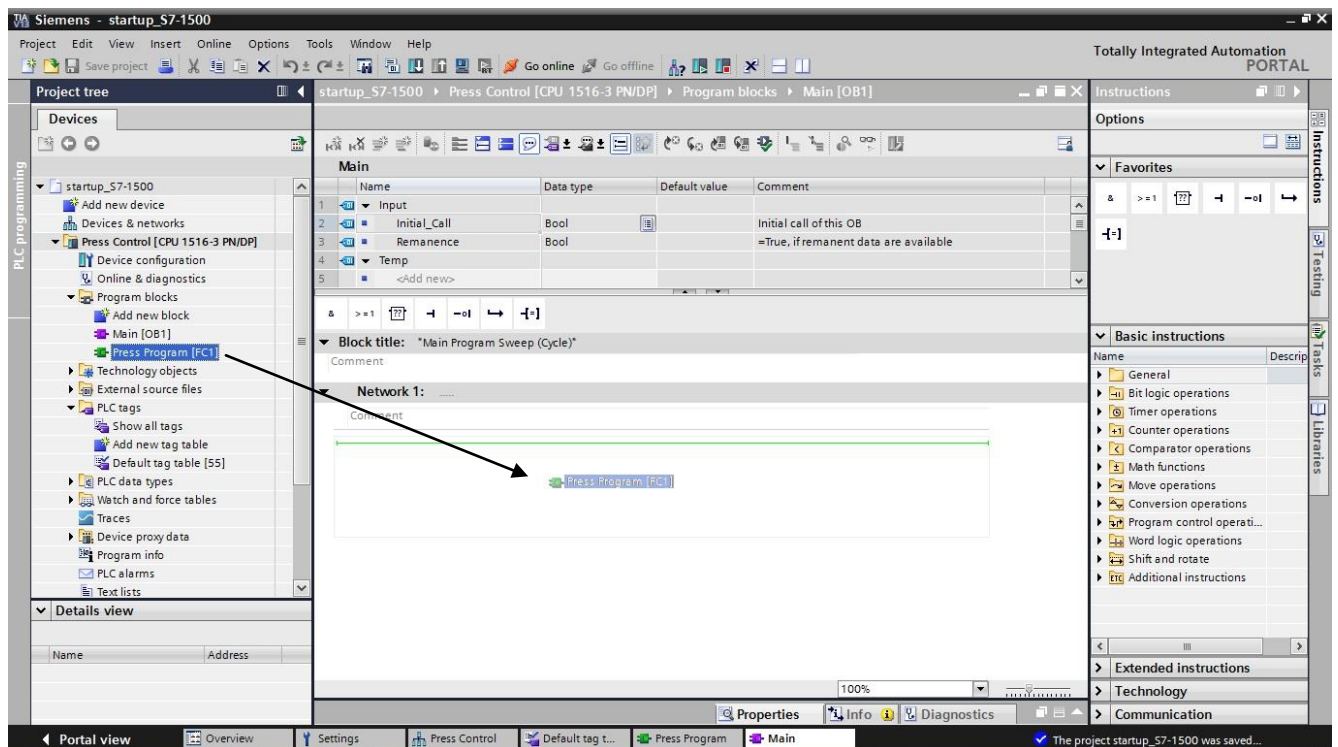 Siemens - startup_S7-1500
Project Edit View Insert Online Options Tools Window Help
Save project Go online Go offline
Totally Integrated Automation
PORTAL
PLC programming
Project tree
Devices
startup_S7-1500
Add new device
Devices & networks
Press Control [CPU 1516-3 PN/DP]
Device configuration
Online & diagnostics
Program blocks
Add new block
Main [OB1]
Press Program [FC1]
Technology objects
External source files
PLC tags
Show all tags
Add new tag table
Default tag table [55]
PLC data types
Watch and force tables
Traces
Device proxy data
Program info
PLC alarms
Text lists
Details view
Name Address
startup_S7-1500 Press Control [CPU 1516-3 PN/DP] Program blocks Main [OB1]
Main
Name Data type Default value Comment
1 Input
2 Initial_Call Bool Initial call of this OB
3 Remanence Bool =True, if remanent data are available
4 Temp
5 <Add new>
& >=1 ??
Block title: "Main Program Sweep (Cycle)"
Comment
Network 1: .....
Comment
Press Program [FC1]
100%
Properties Info Diagnostics
Instructions
Options
Favorites
& >=1 ??
Basic instructions
Name Descrip
General
Bit logic operations
Timer operations
Counter operations
Comparator operations
Math functions
Move operations
Conversion operations
Program control operati...
Word logic operations
Shift and rotate
Additional instructions
Extended instructions
Technology
Communication
Instructions
Testing
Tasks
Libraries
Portal view Overview Settings Press Control Default tag t... Press Program Main The project startup_S7-1500 was saved...